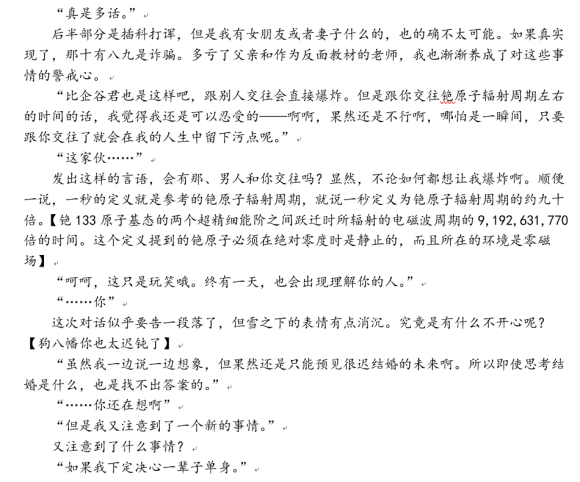 “真是多话。”
后半部分是插科打诨，但是我有女朋友或者妻子什么的，也的确不太可能。如果真实
现了，那十有八九是诈骗。多亏了父亲和作为反面教材的老师，我也渐渐养成了对这些事
情的警戒心。
“比企谷君也是这样吧，跟别人交往会直接爆炸。但是跟你交往铯原子辐射周期左右
的时间的话，我觉得我还是可以忍受的——啊啊，果然还是不行啊，哪怕是一瞬间，只要
跟你交往了就会在我的人生中留下污点呢。”
“这家伙……”
发出这样的言语，会有那、男人和你交往吗？显然，不论如何都想让我爆炸啊。顺便
一说，一秒的定义就是参考的铯原子辐射周期，就说一秒定义为铯原子辐射周期的约九十
倍。【铯 133 原子基态的两个超精细能阶之间跃迁时所辐射的电磁波周期的 9,192,631,770
倍的时间。这个定义提到的铯原子必须在绝对零度时是静止的，而且所在的环境是零磁
场】
“呵呵，这只是玩笑哦。终有一天，也会出现理解你的人。”
“……你”
这次对话似乎要告一段落了，但雪之下的表情有点消沉。究竟是有什么不开心呢？
【狗八幡你也太迟钝了】
“虽然我一边说一边想象，但果然还是只能预见很迟结婚的未来啊。所以即使思考结
婚是什么，也是找不出答案的。”
“……你还在想啊”
“但是我又注意到了一个新的事情。”
又注意到了什么事情？
“如果我下定决心一辈子单身。”